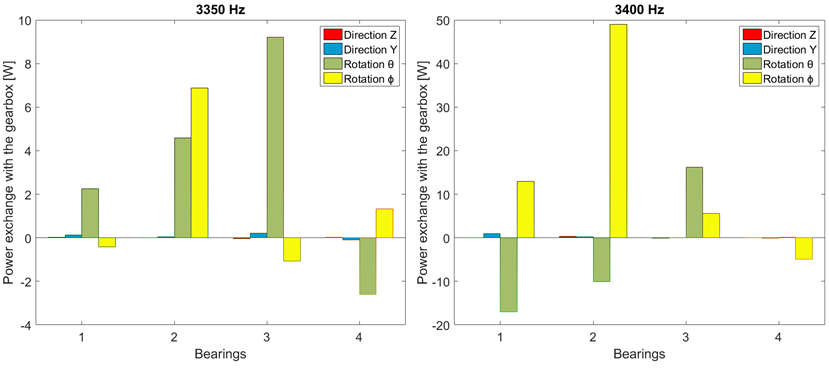 3350 Hz
Power exchange with the gearbox [W]
10
8
6
4
2
0
-2
-4
1
2
3
4
Bearings
Direction Z
Direction Y
Rotation θ
Rotation ϕ
3400 Hz
Power exchange with the gearbox [W]
50
40
30
20
10
0
-10
-20
1
2
3
4
Bearings
Direction Z
Direction Y
Rotation θ
Rotation ϕ